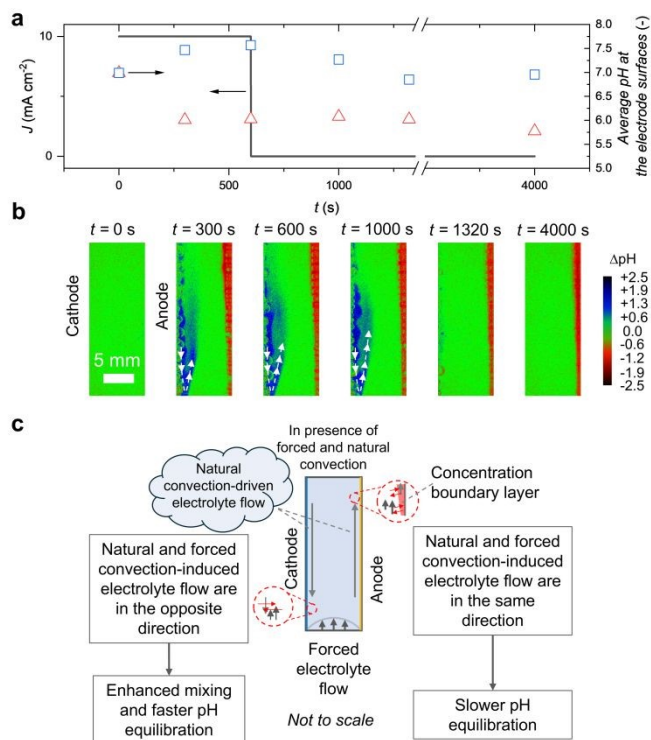 a
10
0
J (mA cm⁻²)
8.0
7.5
7.0
6.5
6.0
5.5
5.0
Average pH at
the electrode surfaces (-)
0
500
1000
4000
t (s)
b
t = 0 s
t = 300 s
t = 600 s
t = 1000 s
t = 1320 s
t = 4000 s
Cathode
Anode
5 mm
ΔpH
+2.5
+1.9
+1.3
+0.6
0.0
-0.6
-1.2
-1.9
-2.5
c
In presence of
forced and natural
convection
Natural
convection-driven
electrolyte flow
Concentration
boundary layer
Cathode
Anode
Natural and forced
convection-induced
electrolyte flow are
in the opposite
direction
Natural and forced
convection-induced
electrolyte flow are
in the same
direction
Forced
electrolyte
flow
Enhanced mixing
and faster pH
equilibration
Slower pH
equilibration
Not to scale